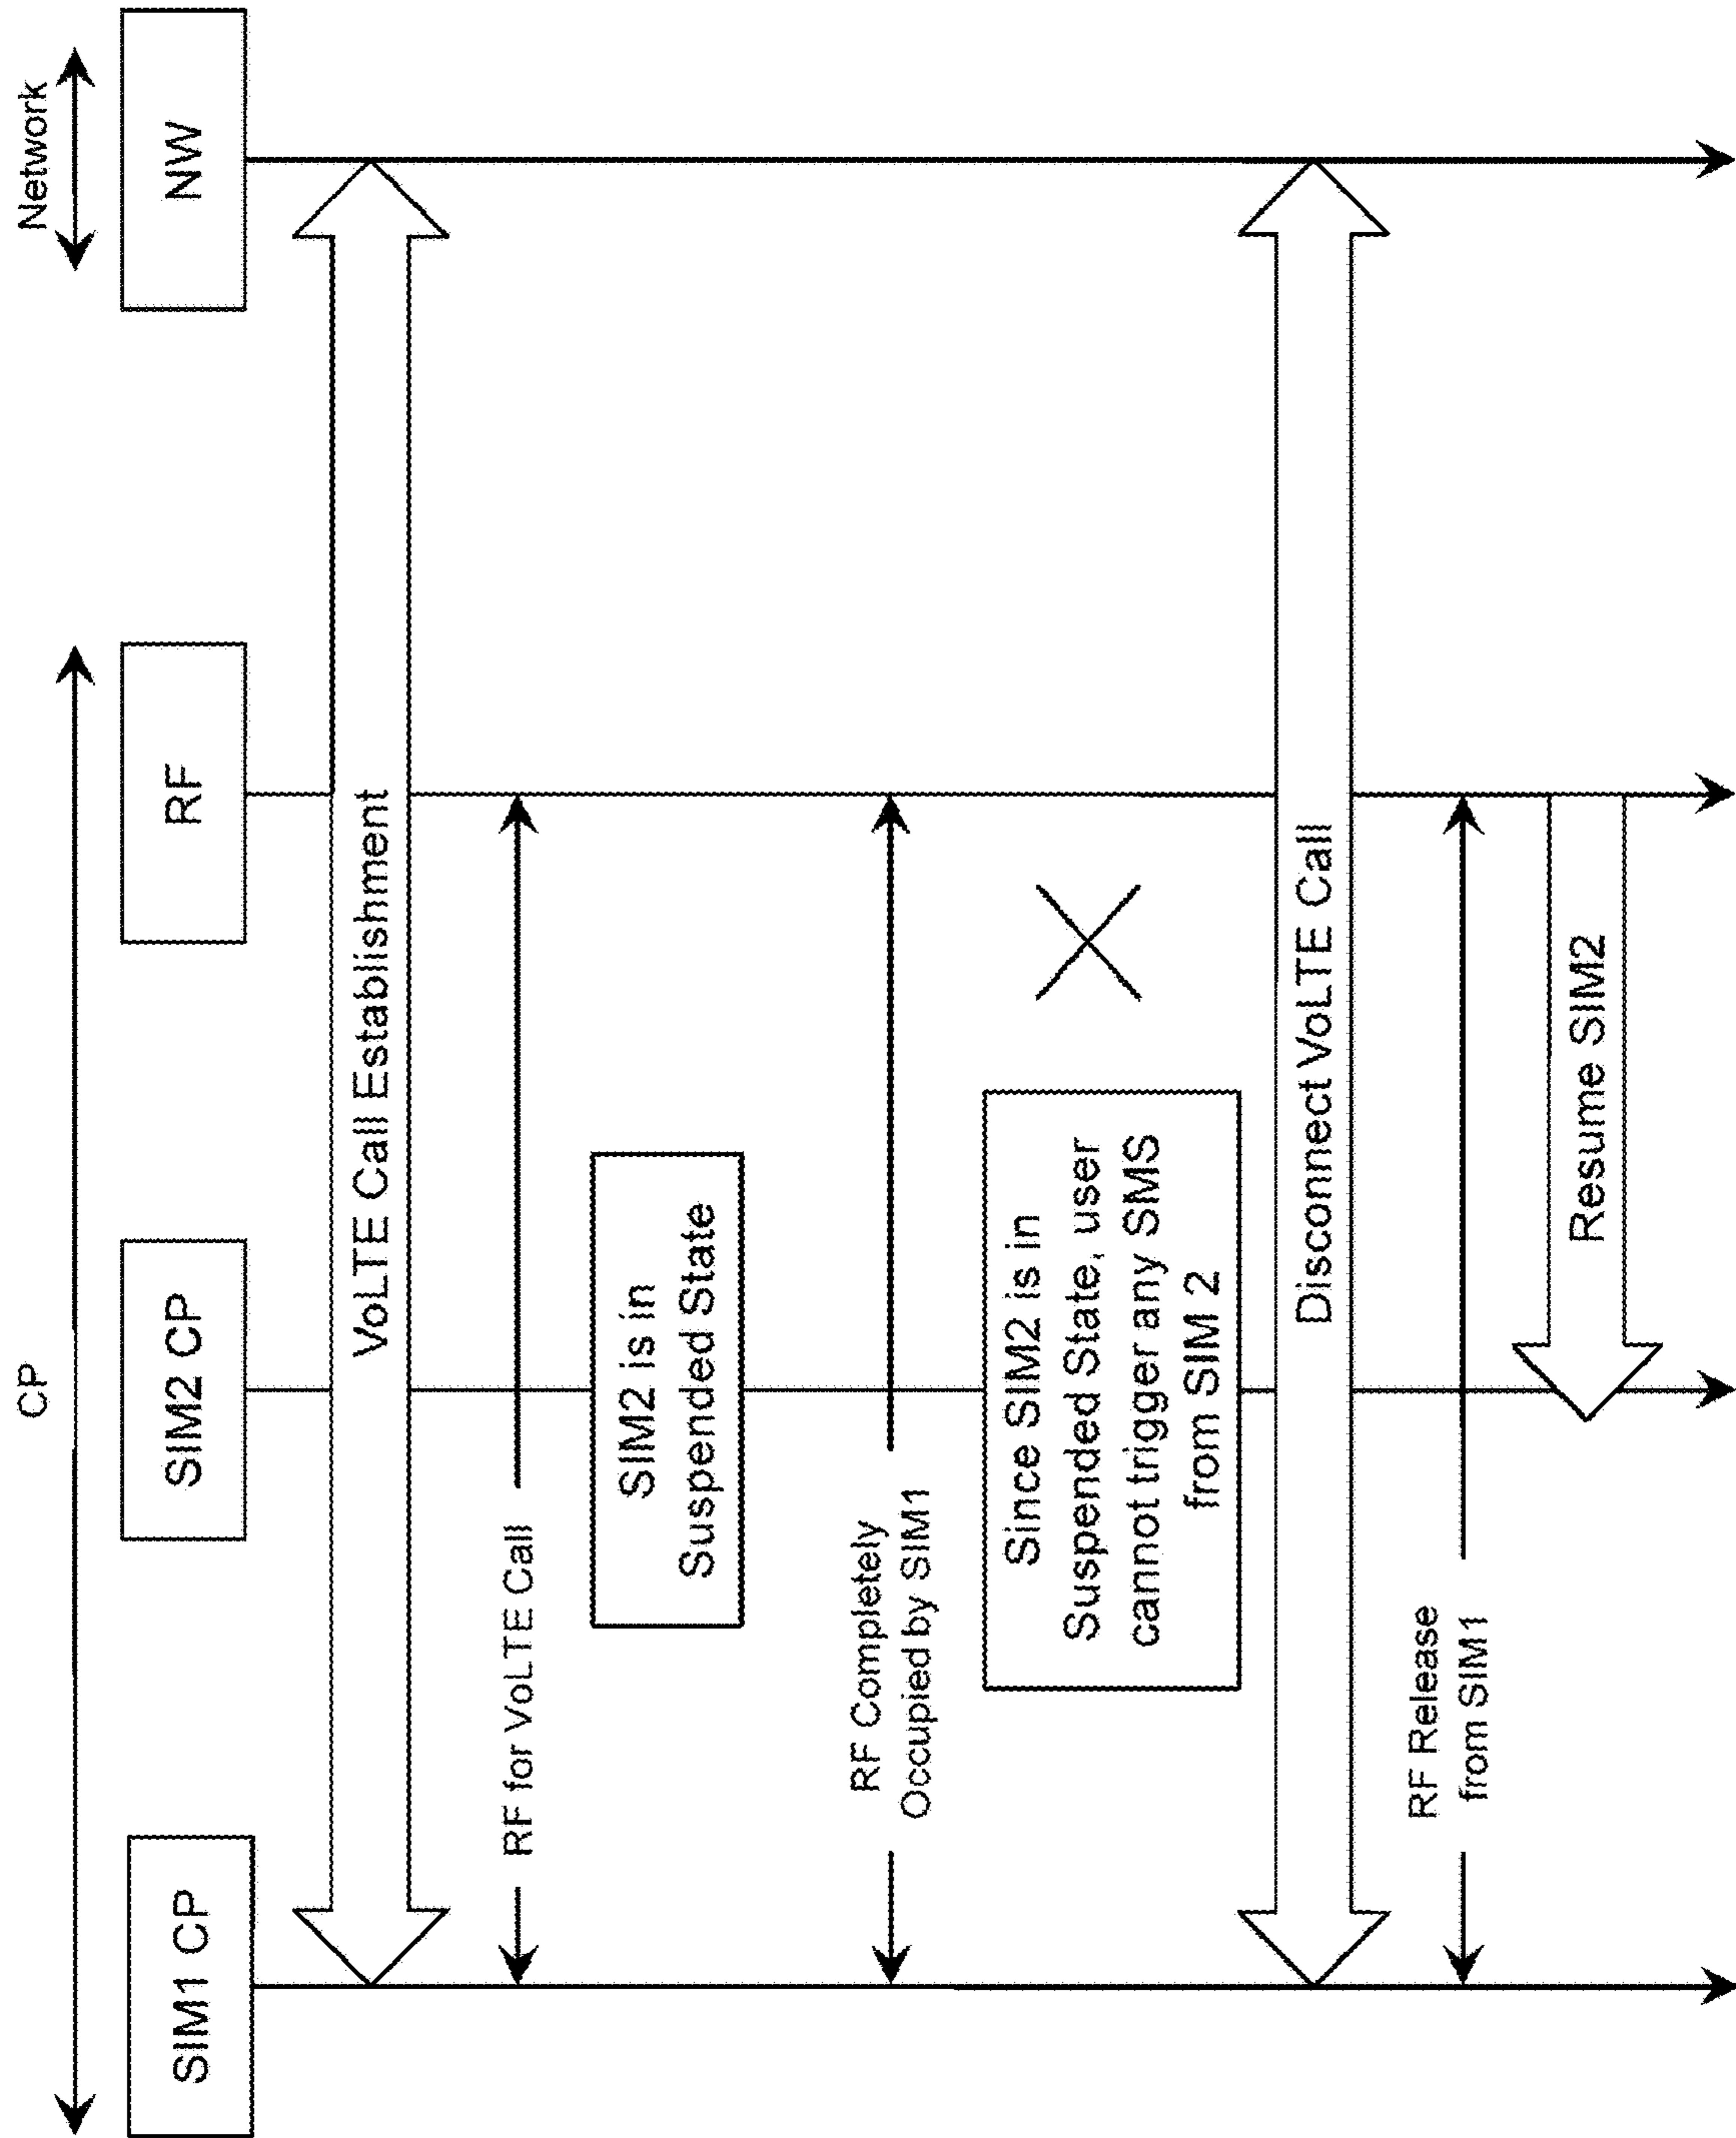 CP
Network
SIM1 CP
SIM2 CP
RF
NW
VoLTE Call Establishment
RF for VoLTE Call
SIM2 is in
Suspended State
RF Completely
Occupied by SIM1
Since SIM2 is in
Suspended State, user
cannot trigger any SMS
from SIM 2
Disconnect VoLTE Call
RF Release
from SIM1
Resume SIM2